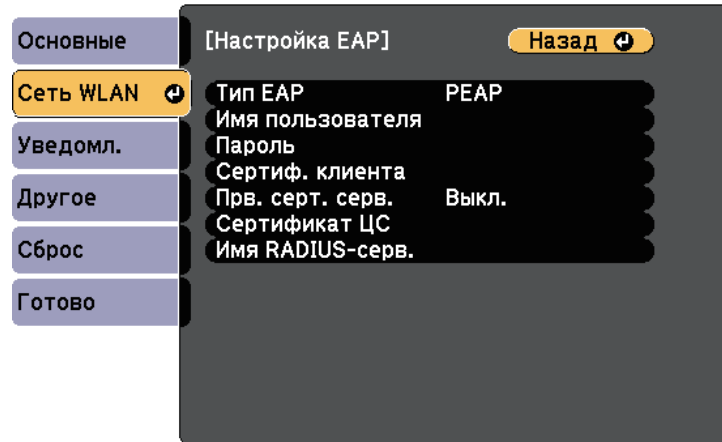 Основные
Сеть WLAN
Уведомл.
Другое
Сброс
Готово
[Настройка EAP]
Назад
Тип EAP PEAP
Имя пользователя
Пароль
Сертиф. клиента
Прв. серт. серв. Выкл.
Сертификат ЦС
Имя RADIUS-серв.